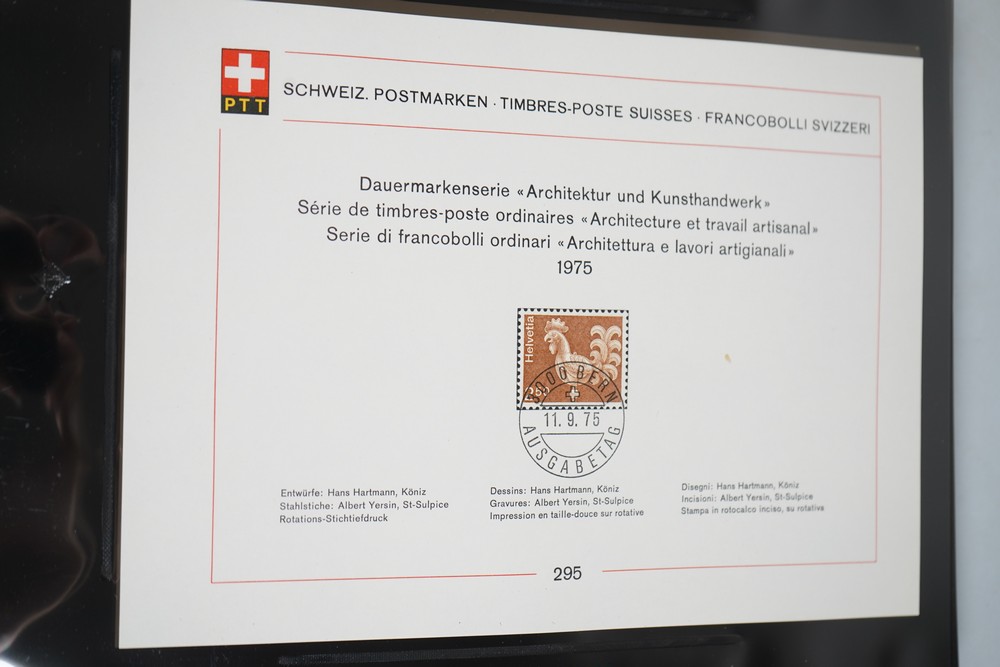 PTT
SCHWEIZ. POSTMARKEN · TIMBRES-POSTE SUISSES · FRANCOBOLLI SVIZZERI
Dauermarkenserie «Architektur und Kunsthandwerk»
Série de timbres-poste ordinaires «Architecture et travail artisanal»
Serie di francobolli ordinari «Architettura e lavori artigianali»
1975
Helvetia
3000 BERN
11.9.75
AUSGABETAG
Entwürfe: Hans Hartmann, Köniz
Stahlstiche: Albert Yersin, St-Sulpice
Rotations-Stichtiefdruck
Dessins: Hans Hartmann, Köniz
Gravures: Albert Yersin, St-Sulpice
Impression en taille-douce sur rotative
Disegni: Hans Hartmann, Köniz
Incisioni: Albert Yersin, St-Sulpice
Stampa in rotocalco inciso, su rotativa
295